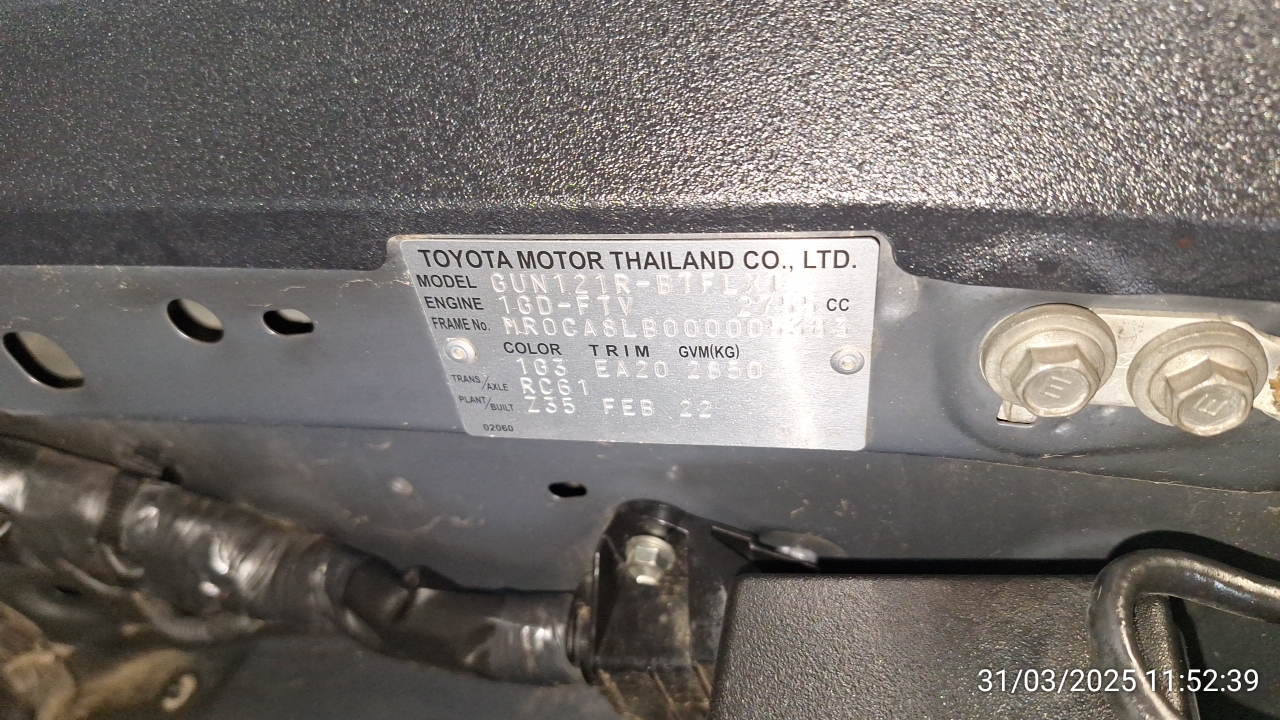 TOYOTA MOTOR THAILAND CO., LTD.
MODEL
ENGINE 1GD-FTV CC
FRAME No.
COLOR TRIM GVM(KG)
1G3 EA20 2850
TRANS/AXLE RC61
PLANT/BUILT Z35 FEB 22
02060
31/03/2025 11:52:39